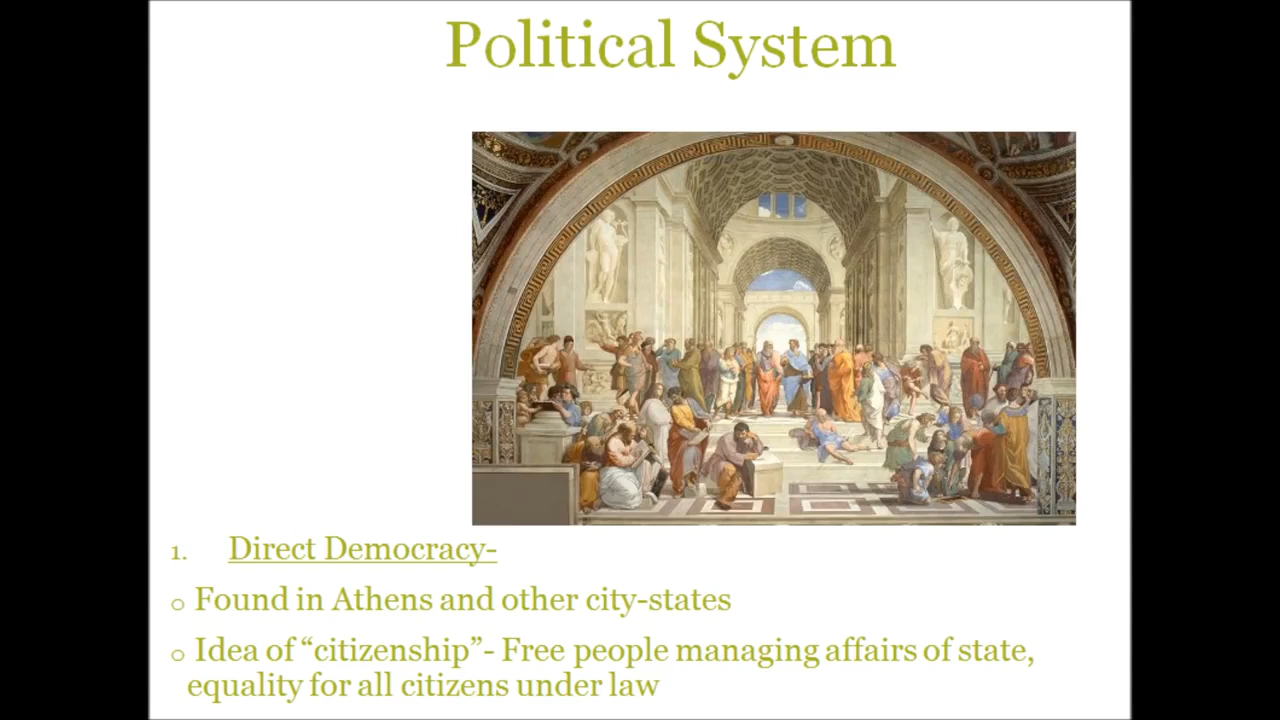 Political System
1. Direct Democracy-
o Found in Athens and other city-states
o Idea of “citizenship”- Free people managing affairs of state,
equality for all citizens under law